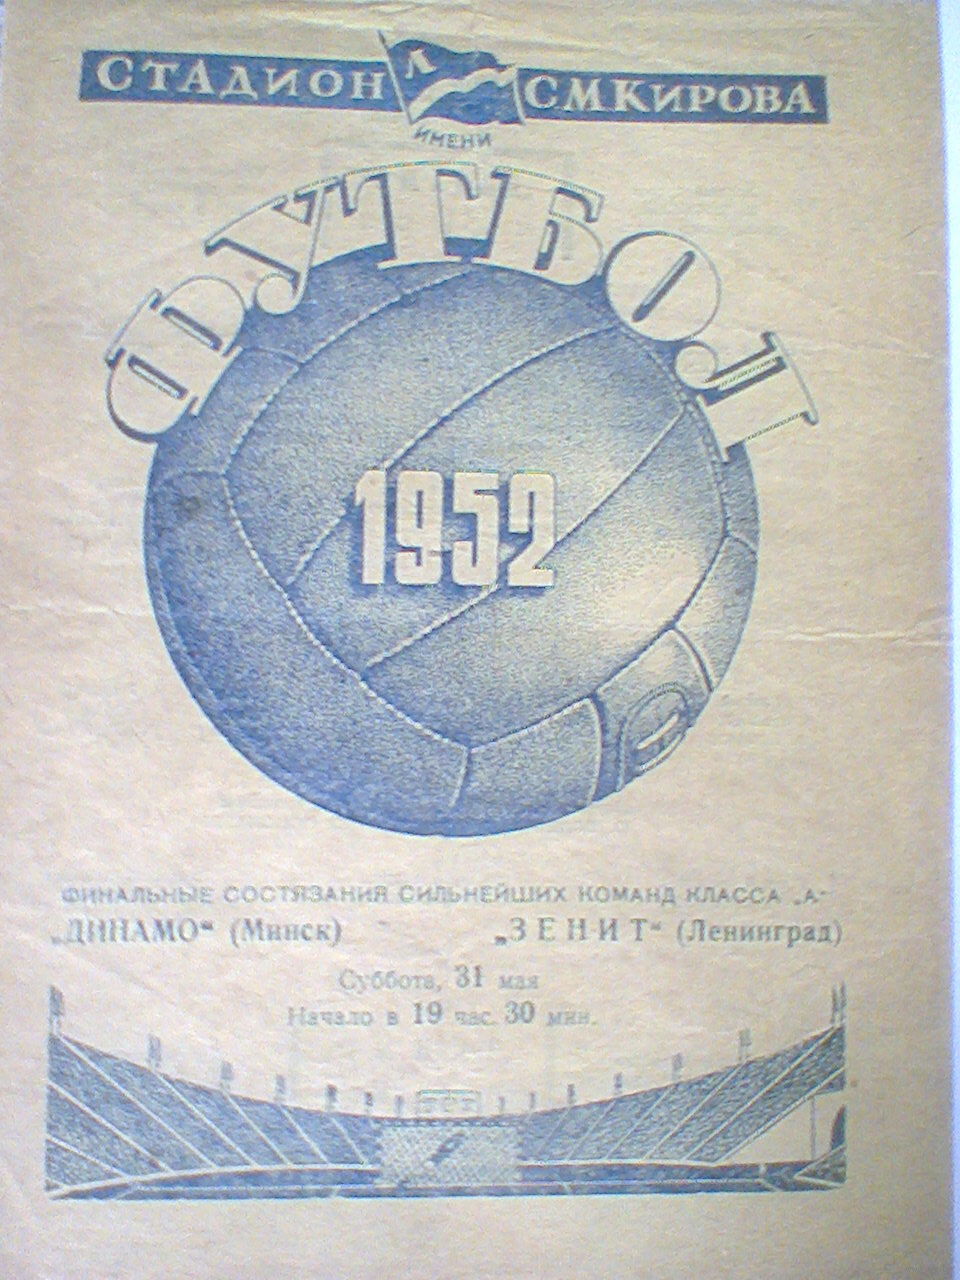 СТАДИОН Л СМКИРОВА
ИМЕНИ
ФУТБОЛ
1952
ФИНАЛЬНЫЕ СОСТЯЗАНИЯ СИЛЬНЕЙШИХ КОМАНД КЛАССА „А“
„ДИНАМО“ (Минск) „ЗЕНИТ“ (Ленинград)
Суббота, 31 мая
Начало в 19 час. 30 мин.